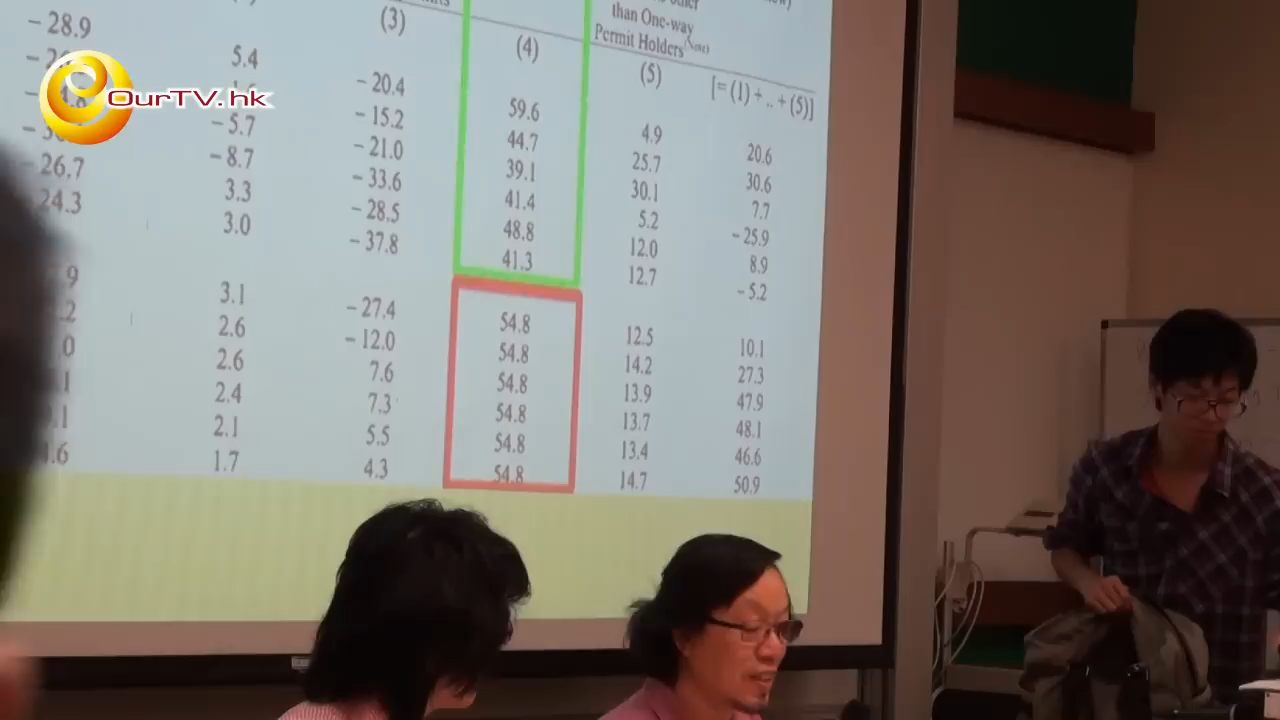 than One-way
Permit Holders
(3) (4) (5) [= (1) + .. + (5)]
- 28.9
5.4 - 20.4 59.6 4.9 20.6
- 15.2 44.7 25.7 30.6
- 5.7 - 21.0 39.1 30.1 7.7
- 26.7 - 8.7 - 33.6 41.4 5.2 - 25.9
24.3 3.3 - 28.5 48.8 12.0 8.9
3.0 - 37.8 41.3 12.7 - 5.2
3.1 - 27.4 54.8 12.5 10.1
2.6 - 12.0 54.8 14.2 27.3
2.6 7.6 54.8 13.9 47.9
2.4 7.3 54.8 13.7 48.1
2.1 5.5 54.8 13.4 46.6
1.7 4.3 54.8 14.7 50.9
OurTV.hk